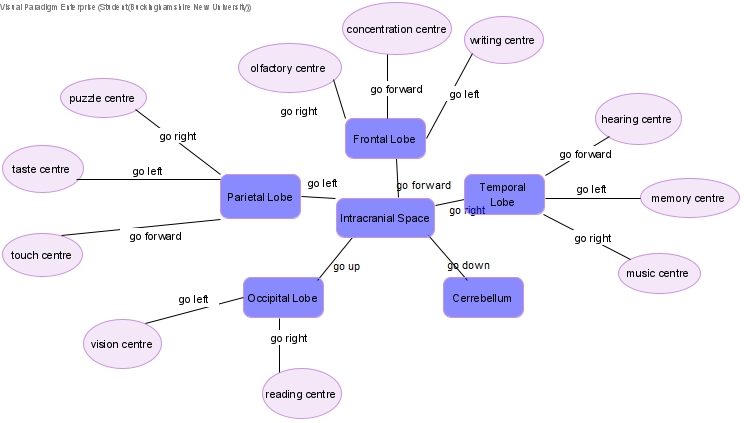 Visual Paradigm Enterprise (Student(Buckinghamshire New University))
concentration centre
writing centre
olfactory centre
go forward
go left
puzzle centre
go right
hearing centre
go right
Frontal Lobe
go forward
taste centre
go left
go left
go forward
Temporal
Lobe
go left
Parietal Lobe
memory centre
go right
Intracranial Space
go forward
go right
touch centre
go up
go down
music centre
go left
Occipital Lobe
Cerrebellum
go right
vision centre
reading centre